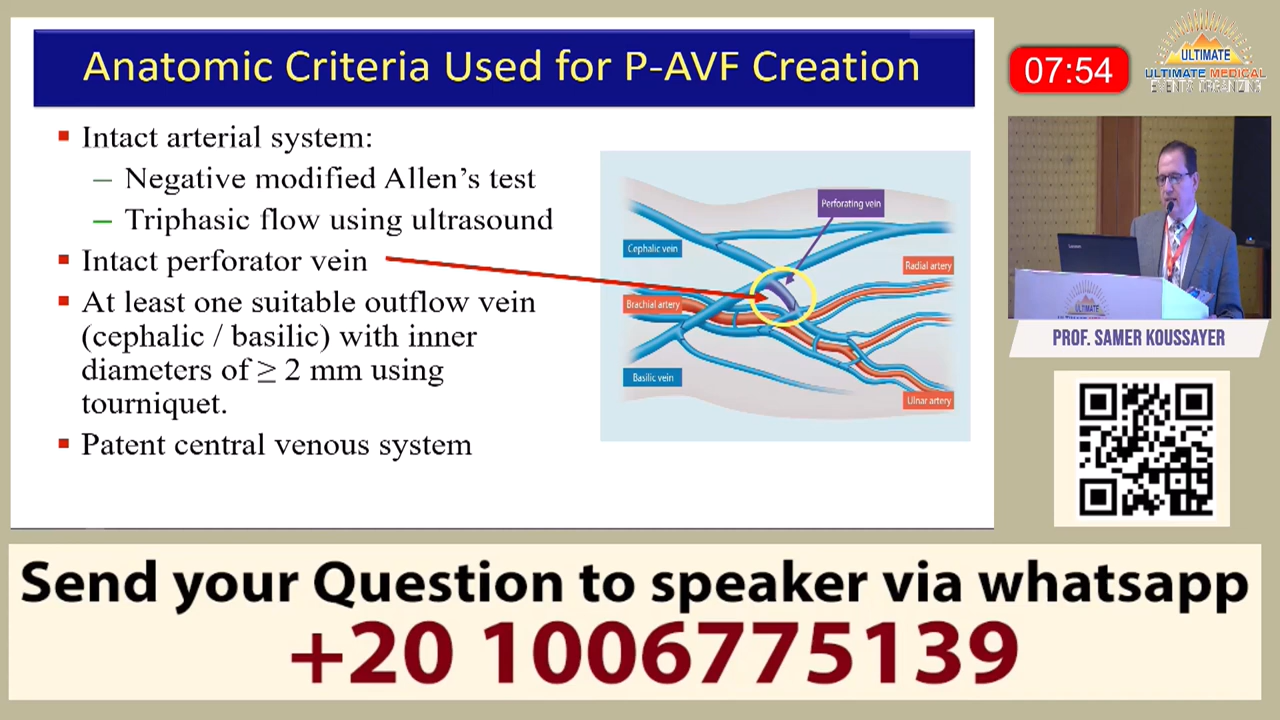 Anatomic Criteria Used for P-AVF Creation
Intact arterial system:
– Negative modified Allen's test
– Triphasic flow using ultrasound
Intact perforator vein
At least one suitable outflow vein
(cephalic / basilic) with inner
diameters of ≥ 2 mm using
tourniquet.
Patent central venous system
Perforating vein
Cephalic vein
Radial artery
Brachial artery
Basilic vein
Ulnar artery
07:54
ULTIMATE
ULTIMATE MEDICAL
EVENTS ORGANIZING
PROF. SAMER KOUSSAYER
Send your Question to speaker via whatsapp
+20 1006775139